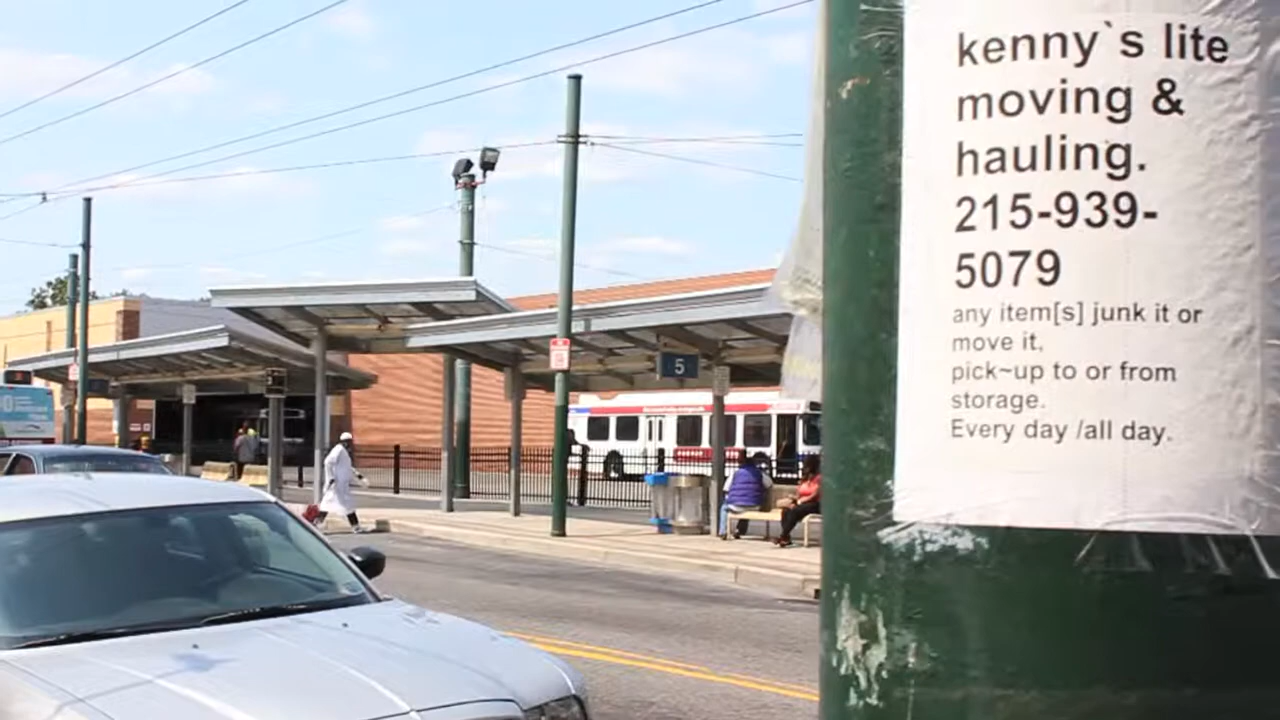 kenny`s lite
moving &
hauling.
215-939-
5079
any item[s] junk it or
move it,
pick~up to or from
storage.
Every day /all day.
5